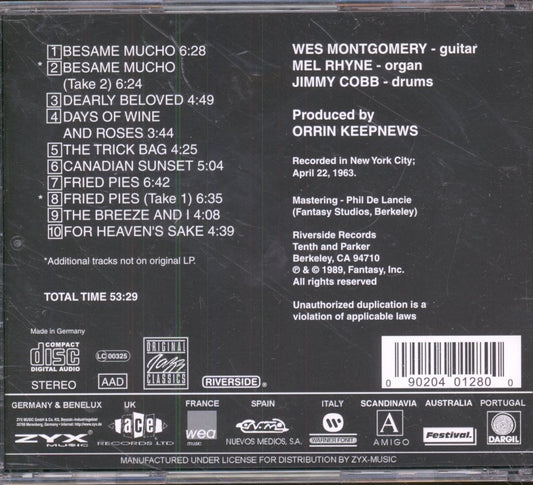 1 BESAME MUCHO 6:28
* 2 BESAME MUCHO
(Take 2) 6:24
3 DEARLY BELOVED 4:49
4 DAYS OF WINE
AND ROSES 3:44
5 THE TRICK BAG 4:25
6 CANADIAN SUNSET 5:04
7 FRIED PIES 6:42
* 8 FRIED PIES (Take 1) 6:35
9 THE BREEZE AND I 4:08
10 FOR HEAVEN'S SAKE 4:39
*Additional tracks not on original LP.
TOTAL TIME 53:29
WES MONTGOMERY - guitar
MEL RHYNE - organ
JIMMY COBB - drums
Produced by
ORRIN KEEPNEWS
Recorded in New York City;
April 22, 1963.
Mastering - Phil De Lancie
(Fantasy Studios, Berkeley)
Riverside Records
Tenth and Parker
Berkeley, CA 94710
℗ & © 1989, Fantasy, Inc.
All rights reserved
Unauthorized duplication is a
violation of applicable laws
Made in Germany
COMPACT
disc
DIGITAL AUDIO
STEREO
LC 00325
AAD
ORIGINAL
Jazz
CLASSICS
RIVERSIDE®
0 90204 01280 0
GERMANY & BENELUX
ZYX
MUSIC
UK
ace
RECORDS LTD
FRANCE
wea
music
SPAIN
NUEVOS MEDIOS, S.A.
ITALY
WARNER FONIT
SCANDINAVIA
A
AMIGO
AUSTRALIA
Festival.
PORTUGAL
DARGIL
MANUFACTURED UNDER LICENSE FOR DISTRIBUTION BY ZYX-MUSIC